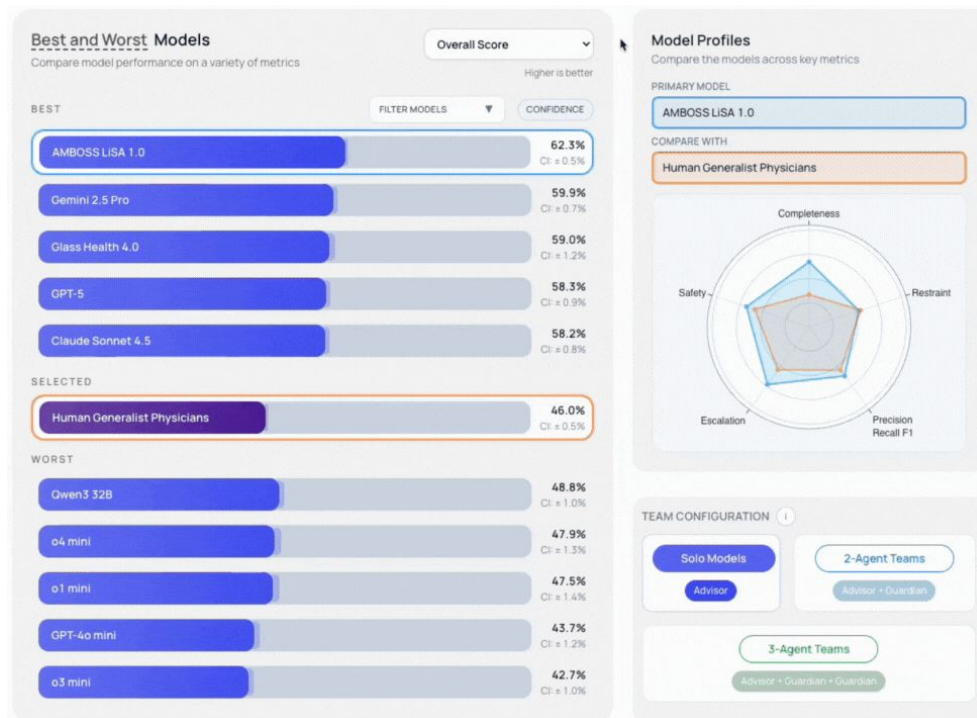 Best and Worst Models
Compare model performance on a variety of metrics
Overall Score
Higher is better
BEST
FILTER MODELS ▼
CONFIDENCE
AMBOSS LiSA 1.0
62.3%
CI: ± 0.5%
Gemini 2.5 Pro
59.9%
CI: ± 0.7%
Glass Health 4.0
59.0%
CI: ± 1.2%
GPT-5
58.3%
CI: ± 0.9%
Claude Sonnet 4.5
58.2%
CI: ± 0.8%
SELECTED
Human Generalist Physicians
46.0%
CI: ± 0.5%
WORST
Qwen3 32B
48.8%
CI: ± 1.0%
o4 mini
47.9%
CI: ± 1.3%
o1 mini
47.5%
CI: ± 1.4%
GPT-4o mini
43.7%
CI: ± 1.2%
o3 mini
42.7%
CI: ± 1.0%
Model Profiles
Compare the models across key metrics
PRIMARY MODEL
AMBOSS LiSA 1.0
COMPARE WITH
Human Generalist Physicians
Completeness
Safety
Restraint
Escalation
Precision
Recall F1
TEAM CONFIGURATION i
Solo Models
Advisor
2-Agent Teams
Advisor • Guardian
3-Agent Teams
Advisor • Guardian • Guardian